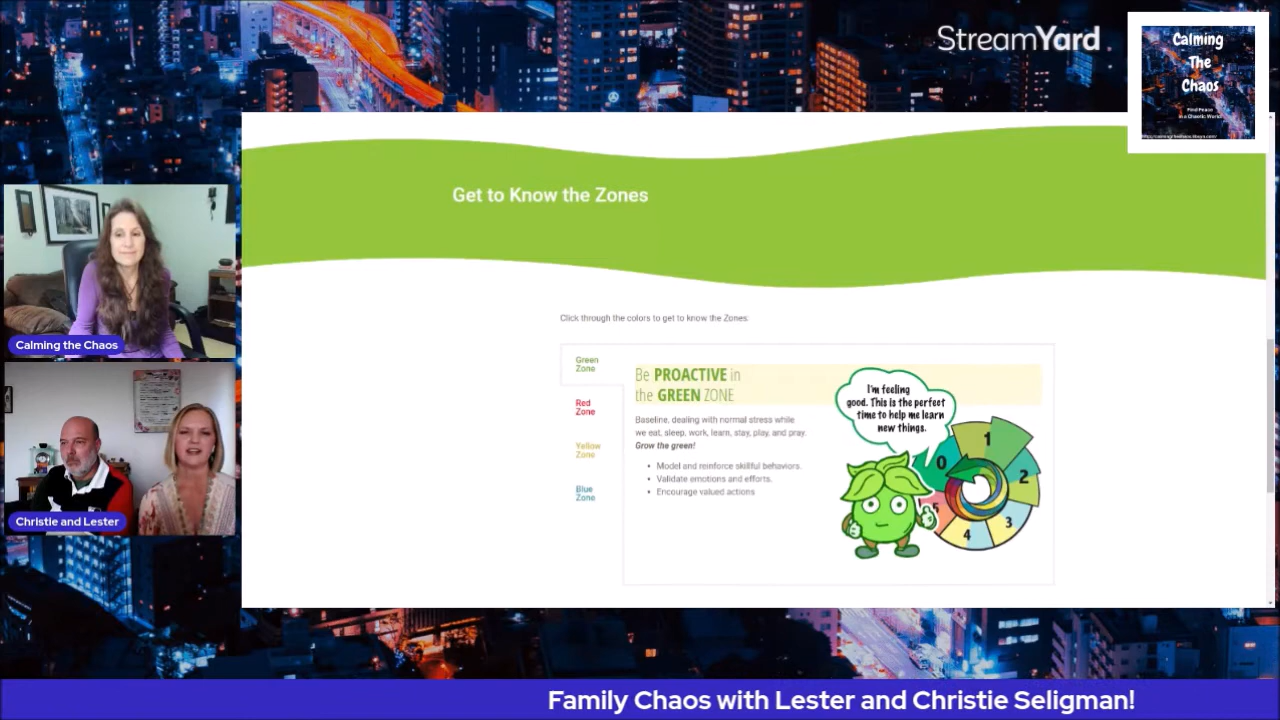 StreamYard
Calming
The
Chaos
Find Peace
in a Chaotic World
Get to Know the Zones
Click through the colors to get to know the Zones:
Green
Zone
Red
Zone
Yellow
Zone
Blue
Zone
Be PROACTIVE in
the GREEN ZONE
Baseline, dealing with normal stress while
we eat, sleep, work, learn, stay, play, and pray.
Grow the green!
• Model and reinforce skillful behaviors.
• Validate emotions and efforts.
• Encourage valued actions
I'm feeling
good. This is the perfect
time to help me learn
new things.
0
1
2
3
4
5
Calming the Chaos
Christie and Lester
Family Chaos with Lester and Christie Seligman!